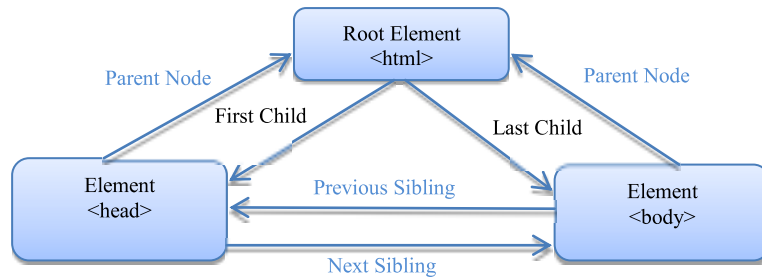 Root Element
<html>
Parent Node
Parent Node
First Child
Last Child
Element
<head>
Previous Sibling
Element
<body>
Next Sibling